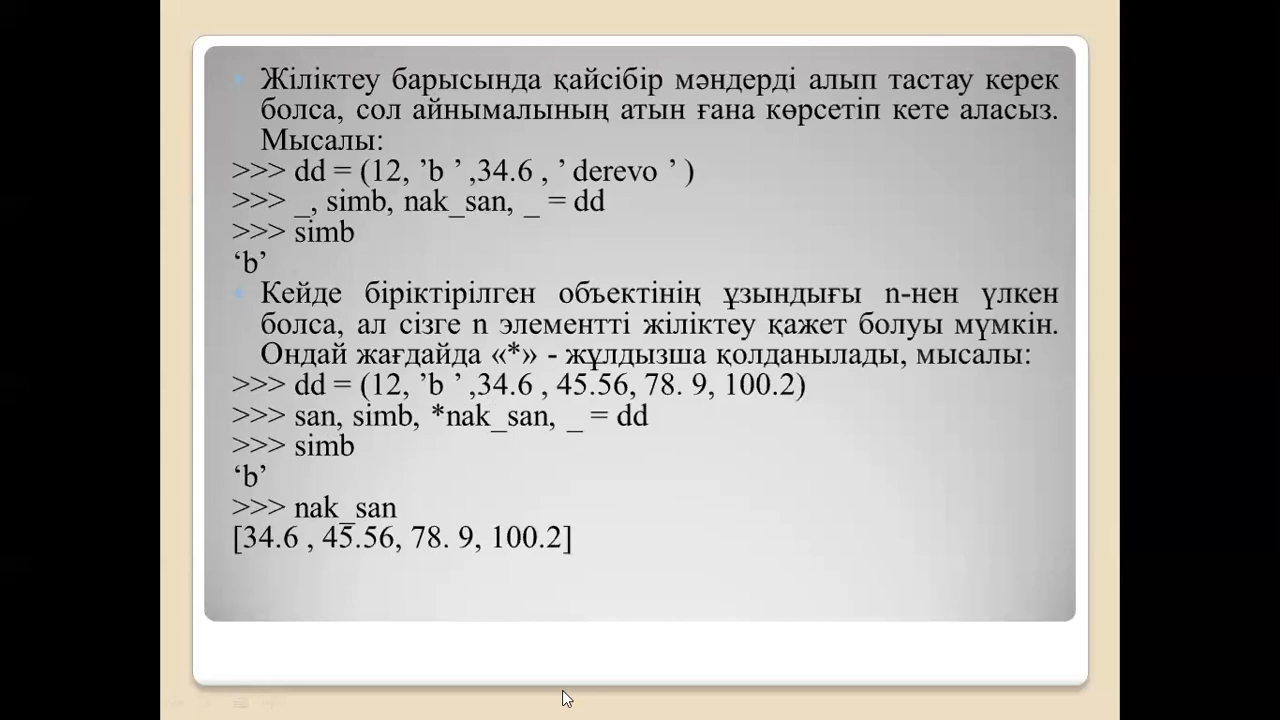 Жіліктеу барысында қайсібір мәндерді алып тастау керек
болса, сол айнымалының атын ғана көрсетіп кете аласыз.
Мысалы:
>>> dd = (12, ’b ’ ,34.6 , ’ derevo ’ )
>>> _, simb, nak_san, _ = dd
>>> simb
‘b’
Кейде біріктірілген объектінің ұзындығы n-нен үлкен
болса, ал сізге n элементті жіліктеу қажет болуы мүмкін.
Ондай жағдайда «*» - жұлдызша қолданылады, мысалы:
>>> dd = (12, ’b ’ ,34.6 , 45.56, 78. 9, 100.2)
>>> san, simb, *nak_san, _ = dd
>>> simb
‘b’
>>> nak_san
[34.6 , 45.56, 78. 9, 100.2]